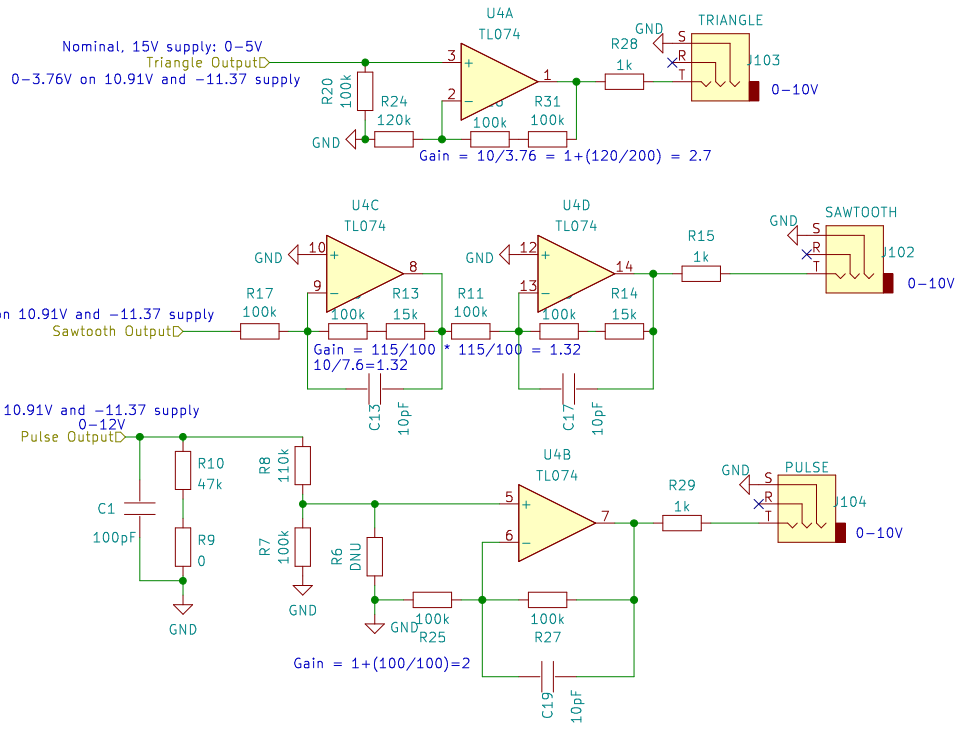 U4A
TL074
Nominal, 15V supply: 0–5V
Triangle Output
0–3.76V on 10.91V and –11.37 supply
R20
100k
R24
120k
GND
3
+
2
–
1
100k
R31
100k
Gain = 10/3.76 = 1+(120/200) = 2.7
R28
1k
GND
TRIANGLE
S
R
T
J103
0–10V
U4C
TL074
GND
10
+
9
–
8
R17
100k
100k
R13
15k
R11
100k
on 10.91V and –11.37 supply
Sawtooth Output
Gain = 115/100 * 115/100 = 1.32
10/7.6=1.32
C13
10pF
U4D
TL074
GND
12
+
13
–
14
100k
R14
15k
C17
10pF
R15
1k
GND
SAWTOOTH
S
R
T
J102
0–10V
10.91V and –11.37 supply
0–12V
Pulse Output
R10
47k
C1
100pF
R9
0
GND
R8
110k
R7
100k
GND
R6
DNU
GND
U4B
TL074
5
+
6
–
7
100k
R25
100k
R27
Gain = 1+(100/100)=2
C19
10pF
R29
1k
GND
PULSE
S
R
T
J104
0–10V